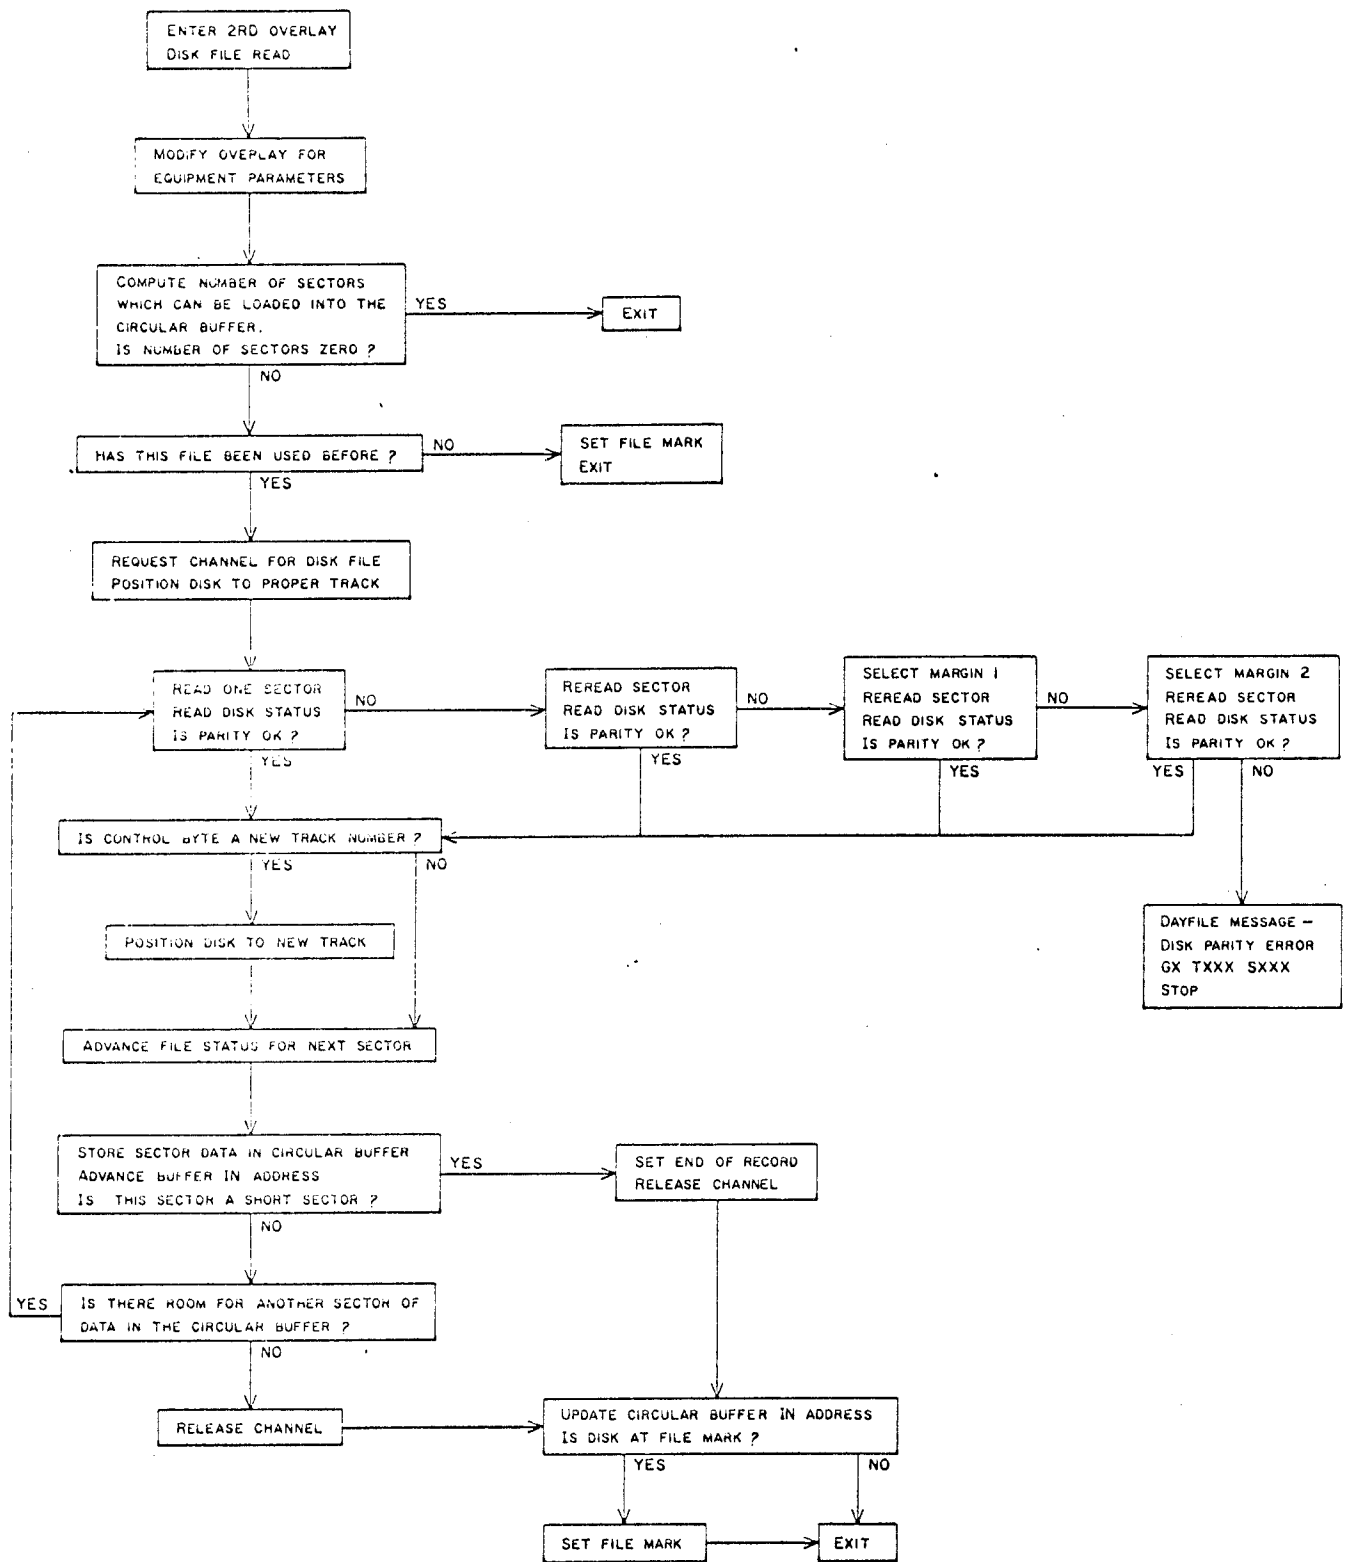 ENTER 2RD OVERLAY
DISK FILE READ
MODIFY OVERLAY FOR
EQUIPMENT PARAMETERS
COMPUTE NUMBER OF SECTORS
WHICH CAN BE LOADED INTO THE
CIRCULAR BUFFER.
IS NUMBER OF SECTORS ZERO ?
YES
EXIT
NO
HAS THIS FILE BEEN USED BEFORE ?
NO
SET FILE MARK
EXIT
YES
REQUEST CHANNEL FOR DISK FILE
POSITION DISK TO PROPER TRACK
READ ONE SECTOR
READ DISK STATUS
IS PARITY OK ?
NO
REREAD SECTOR
READ DISK STATUS
IS PARITY OK ?
NO
SELECT MARGIN 1
REREAD SECTOR
READ DISK STATUS
IS PARITY OK ?
NO
SELECT MARGIN 2
REREAD SECTOR
READ DISK STATUS
IS PARITY OK ?
YES
YES
YES
YES
NO
IS CONTROL BYTE A NEW TRACK NUMBER ?
YES
NO
POSITION DISK TO NEW TRACK
DAYFILE MESSAGE —
DISK PARITY ERROR
GX TXXX SXXX
STOP
ADVANCE FILE STATUS FOR NEXT SECTOR
STORE SECTOR DATA IN CIRCULAR BUFFER
ADVANCE BUFFER IN ADDRESS
IS THIS SECTOR A SHORT SECTOR ?
YES
SET END OF RECORD
RELEASE CHANNEL
NO
YES
IS THERE ROOM FOR ANOTHER SECTOR OF
DATA IN THE CIRCULAR BUFFER ?
NO
RELEASE CHANNEL
UPDATE CIRCULAR BUFFER IN ADDRESS
IS DISK AT FILE MARK ?
YES
NO
SET FILE MARK
EXIT